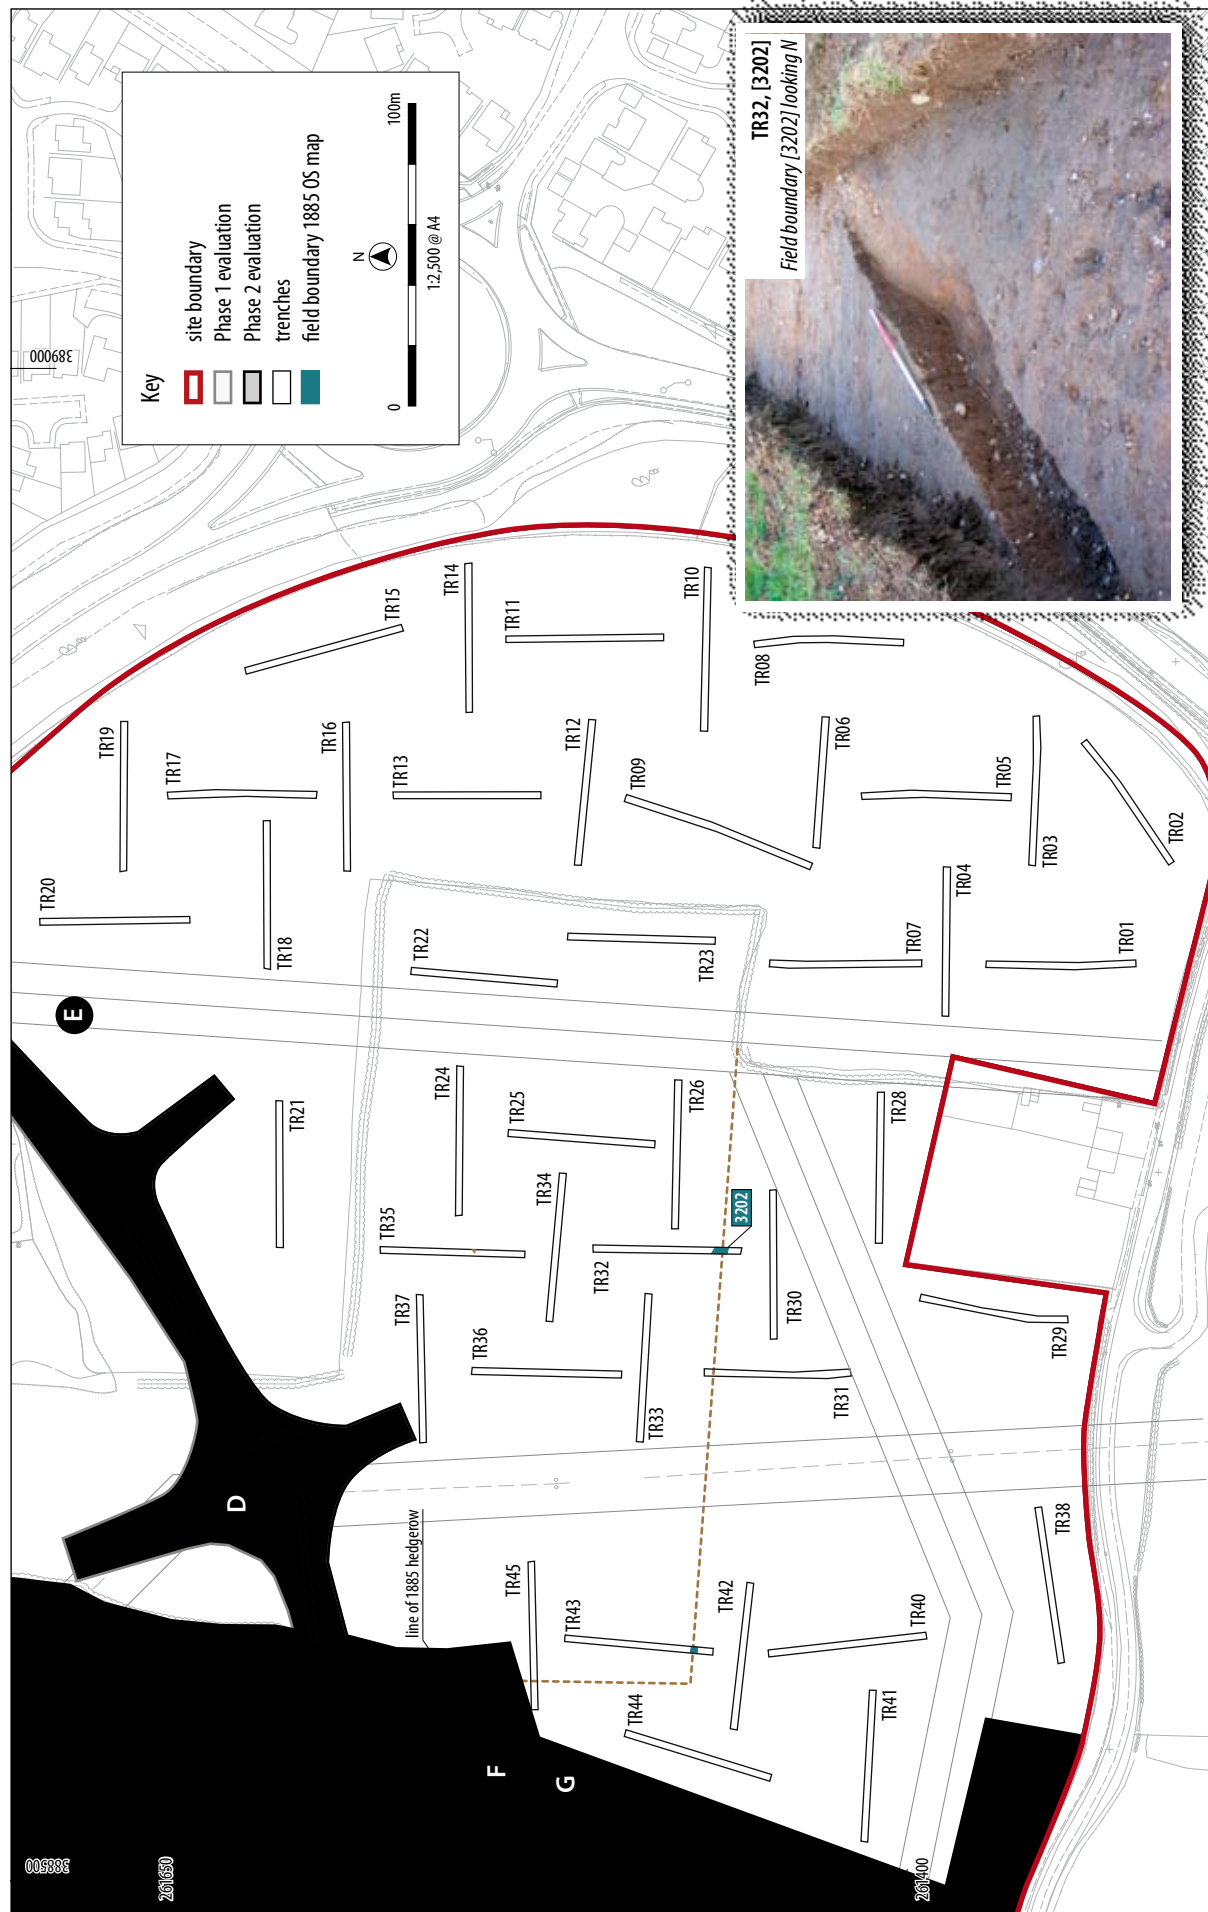 Key
site boundary
Phase 1 evaluation
Phase 2 evaluation
trenches
field boundary 1885 OS map
N
0
100m
1:2,500 @ A4
TR32, [3202]
Field boundary [3202] looking N
389000
388500
261650
261400
E
D
F
G
line of 1885 hedgerow
3202
TR20
TR19
TR17
TR18
TR16
TR15
TR14
TR13
TR11
TR12
TR10
TR09
TR08
TR06
TR05
TR03
TR02
TR04
TR07
TR01
TR22
TR23
TR21
TR24
TR25
TR26
TR28
TR35
TR34
TR32
TR30
TR37
TR36
TR33
TR31
TR29
TR45
TR43
TR42
TR40
TR38
TR44
TR41